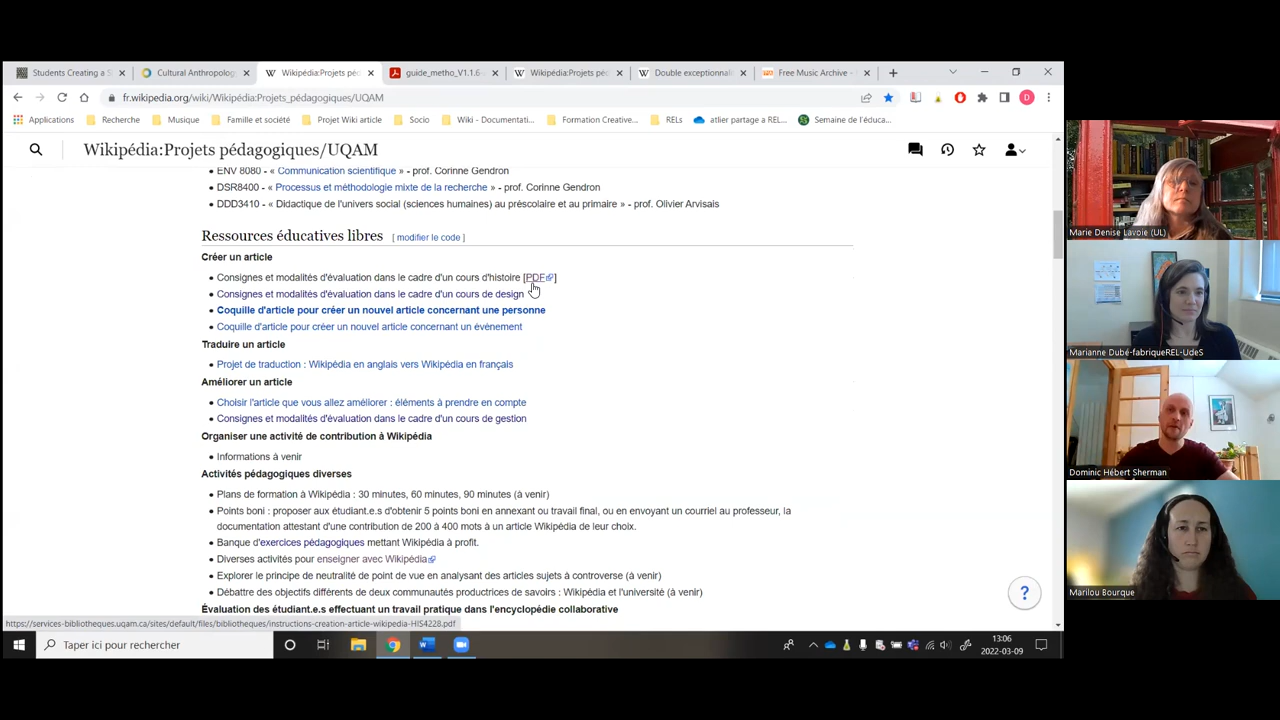 Students Creating a S
Cultural Anthropology
Wikipédia:Projets péd
guide_metho_V1.1.6
Wikipédia:Projets péd
Double exceptionnal
Free Music Archive -
fr.wikipedia.org/wiki/Wikipédia:Projets_pédagogiques/UQAM
D
Applications
Recherche
Musique
Famille et société
Projet Wiki article
Socio
Wiki - Documentati...
Formation Creative...
RELs
atlier partage a REL...
Semaine de l'éduca...
Wikipédia:Projets pédagogiques/UQAM
ENV 8080 - « Communication scientifique » - prof. Corinne Gendron
DSR8400 - « Processus et méthodologie mixte de la recherche » - prof. Corinne Gendron
DDD3410 - « Didactique de l'univers social (sciences humaines) au préscolaire et au primaire » - prof. Olivier Arvisais
Ressources éducatives libres [ modifier le code ]
Créer un article
Consignes et modalités d'évaluation dans le cadre d'un cours d'histoire [PDF]
Consignes et modalités d'évaluation dans le cadre d'un cours de design
Coquille d'article pour créer un nouvel article concernant une personne
Coquille d'article pour créer un nouvel article concernant un événement
Traduire un article
Projet de traduction : Wikipédia en anglais vers Wikipédia en français
Améliorer un article
Choisir l'article que vous allez améliorer : éléments à prendre en compte
Consignes et modalités d'évaluation dans le cadre d'un cours de gestion
Organiser une activité de contribution à Wikipédia
Informations à venir
Activités pédagogiques diverses
Plans de formation à Wikipédia : 30 minutes, 60 minutes, 90 minutes (à venir)
Points boni : proposer aux étudiant.e.s d'obtenir 5 points boni en annexant ou travail final, ou en envoyant un courriel au professeur, la
documentation attestant d'une contribution de 200 à 400 mots à un article Wikipédia de leur choix.
Banque d'exercices pédagogiques mettant Wikipédia à profit.
Diverses activités pour enseigner avec Wikipédia
Explorer le principe de neutralité de point de vue en analysant des articles sujets à controverse (à venir)
Débattre des objectifs différents de deux communautés productrices de savoirs : Wikipédia et l'université (à venir)
Évaluation des étudiant.e.s effectuant un travail pratique dans l'encyclopédie collaborative
?
https://services-bibliotheques.uqam.ca/sites/default/files/bibliotheques/instructions-creation-article-wikipedia-HIS4228.pdf
Taper ici pour rechercher
13:06
2022-03-09
Marie Denise Lavoie (UL)
Marianne Dubé-fabriqueREL-UdeS
Dominic Hébert Sherman
Marilou Bourque